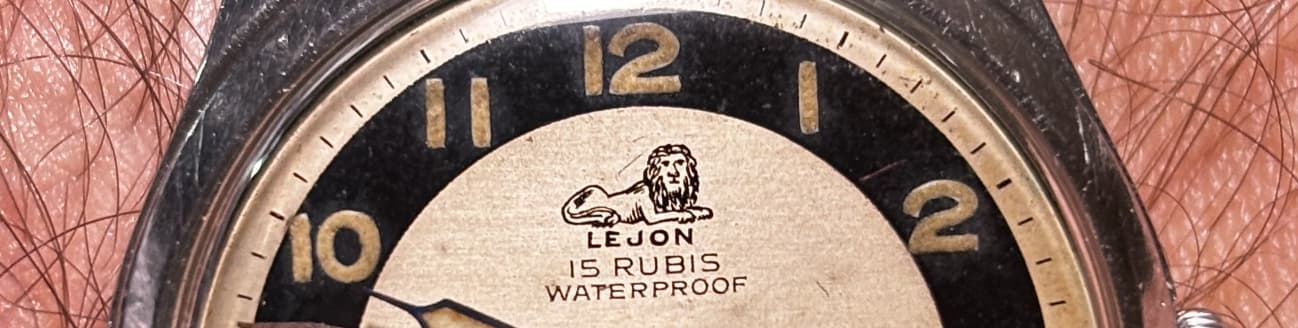 12
11
1
10
2
LEJON
15 RUBIS
WATERPROOF